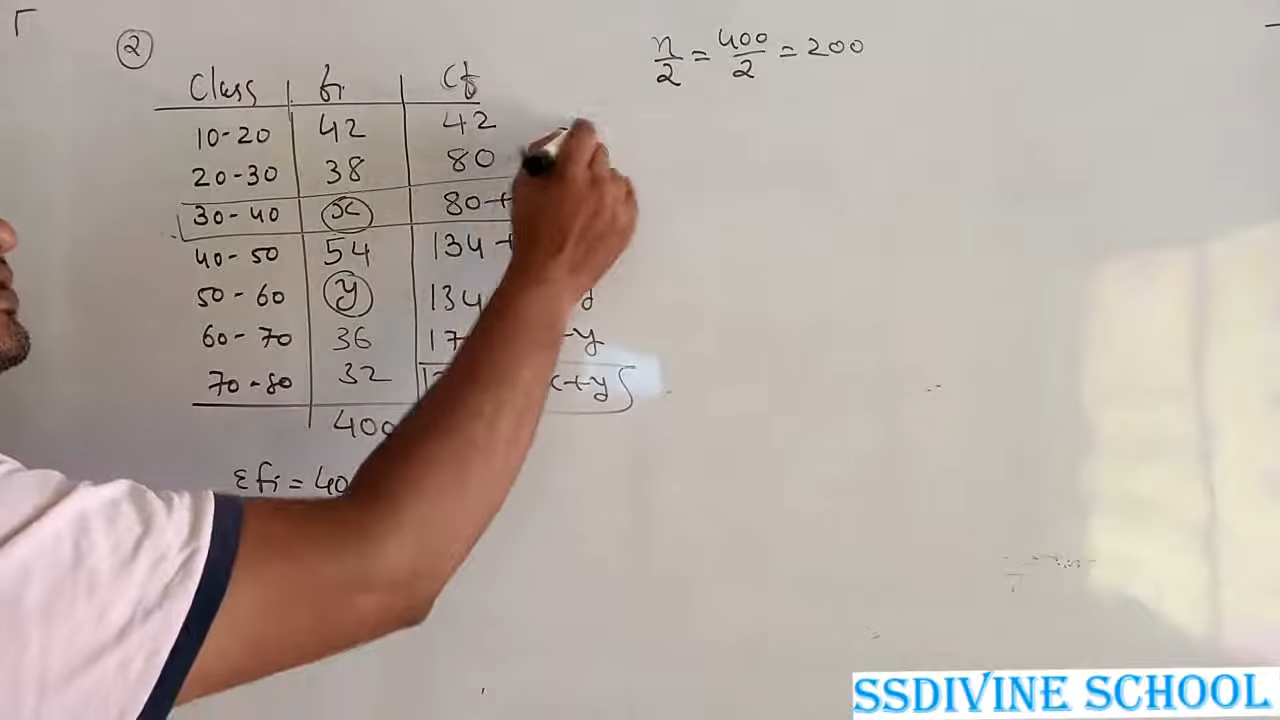 ② n/2 = 400/2 = 200
Class fi Cf
10-20 42 42
20-30 38 80
30-40 x 80+
40-50 54 134+
50-60 y 134 y
60-70 36 17 -y
70-80 32 x+y
400
Σfi = 40
SSDIVINE SCHOOL